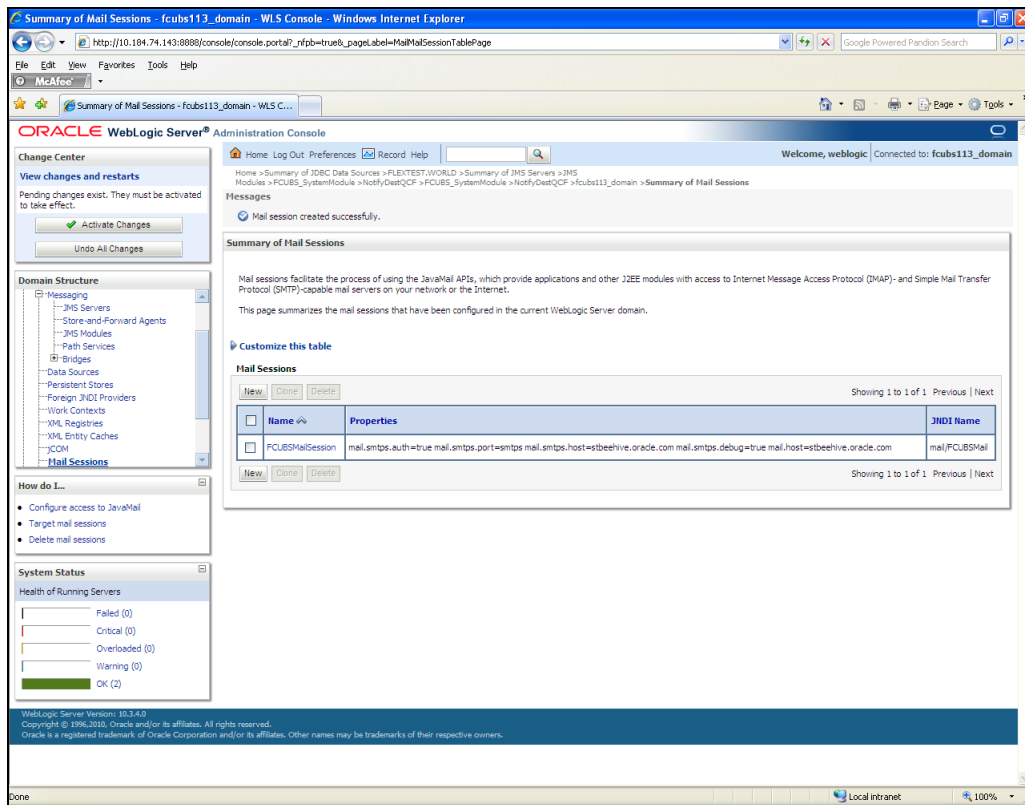 Summary of Mail Sessions - fcubs113_domain - WLS Console - Windows Internet Explorer
http://10.184.74.143:8888/console/console.portal?_nfpb=true&_pageLabel=MailMailSessionTablePage
Google Powered Pandion Search
File Edit View Favorites Tools Help
McAfee
Summary of Mail Sessions - fcubs113_domain - WLS C...
Page Tools
ORACLE WebLogic Server® Administration Console
Change Center
View changes and restarts
Pending changes exist. They must be activated
to take effect.
Activate Changes
Undo All Changes
Domain Structure
Messaging
JMS Servers
Store-and-Forward Agents
JMS Modules
Path Services
Bridges
Data Sources
Persistent Stores
Foreign JNDI Providers
Work Contexts
XML Registries
XML Entity Caches
jCOM
Mail Sessions
How do I...
Configure access to JavaMail
Target mail sessions
Delete mail sessions
System Status
Health of Running Servers
Failed (0)
Critical (0)
Overloaded (0)
Warning (0)
OK (2)
Home Log Out Preferences Record Help
Welcome, weblogic Connected to: fcubs113_domain
Home >Summary of JDBC Data Sources >FLEXTEST.WORLD >Summary of JMS Servers >JMS
Modules >FCUBS_SystemModule >NotifyDestQCF >FCUBS_SystemModule >NotifyDestQCF >fcubs113_domain >Summary of Mail Sessions
Messages
Mail session created successfully.
Summary of Mail Sessions
Mail sessions facilitate the process of using the JavaMail APIs, which provide applications and other J2EE modules with access to Internet Message Access Protocol (IMAP)- and Simple Mail Transfer
Protocol (SMTP)-capable mail servers on your network or the Internet.
This page summarizes the mail sessions that have been configured in the current WebLogic Server domain.
Customize this table
Mail Sessions
New Clone Delete Showing 1 to 1 of 1 Previous | Next
Name Properties JNDI Name
FCUBSMailSession mail.smtps.auth=true mail.smtps.port=smtps mail.smtps.host=stbeehive.oracle.com mail.smtps.debug=true mail.host=stbeehive.oracle.com mail/FCUBSMail
New Clone Delete Showing 1 to 1 of 1 Previous | Next
WebLogic Server Version: 10.3.4.0
Copyright © 1996,2010, Oracle and/or its affiliates. All rights reserved.
Oracle is a registered trademark of Oracle Corporation and/or its affiliates. Other names may be trademarks of their respective owners.
Done Local intranet 100%